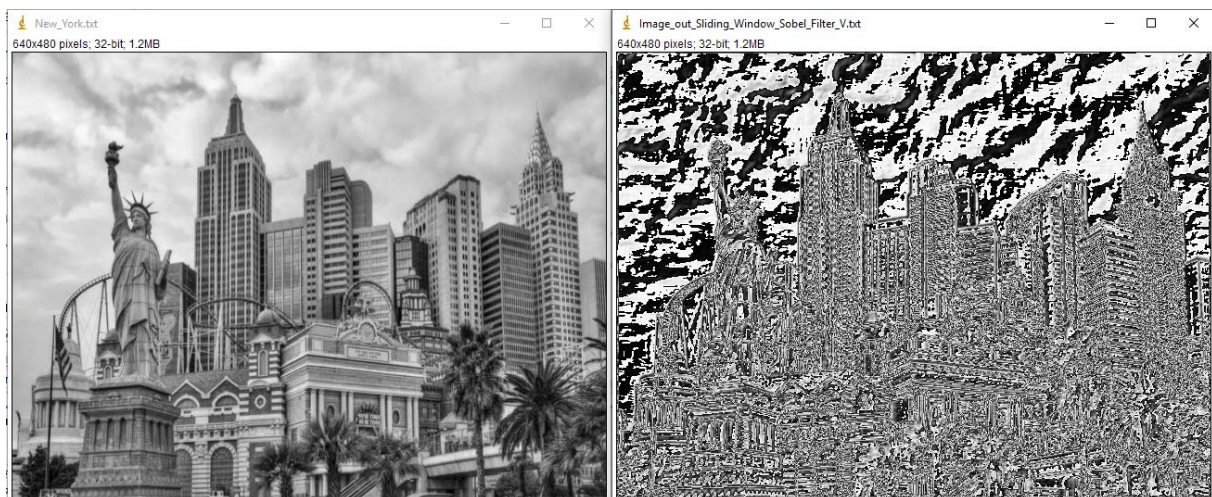 New_York.txt
640x480 pixels; 32-bit; 1.2MB
Image_out_Sliding_Window_Sobel_Filter_V.txt
640x480 pixels; 32-bit; 1.2MB